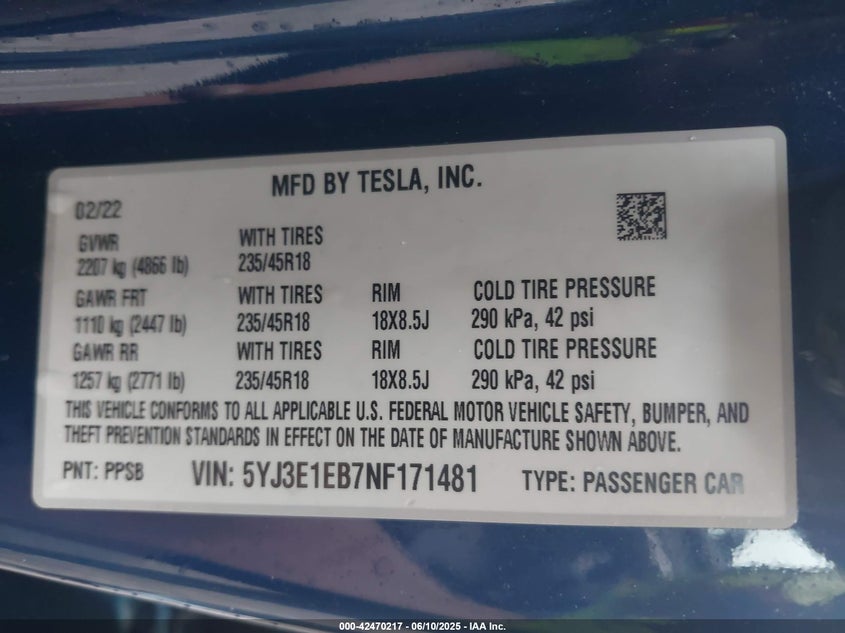 MFD BY TESLA, INC.
02/22
GVWR WITH TIRES
2207 kg (4866 lb) 235/45R18
GAWR FRT WITH TIRES RIM COLD TIRE PRESSURE
1110 kg (2447 lb) 235/45R18 18X8.5J 290 kPa, 42 psi
GAWR RR WITH TIRES RIM COLD TIRE PRESSURE
1257 kg (2771 lb) 235/45R18 18X8.5J 290 kPa, 42 psi
THIS VEHICLE CONFORMS TO ALL APPLICABLE U.S. FEDERAL MOTOR VEHICLE SAFETY, BUMPER, AND
THEFT PREVENTION STANDARDS IN EFFECT ON THE DATE OF MANUFACTURE SHOWN ABOVE.
PNT: PPSB VIN: 5YJ3E1EB7NF171481 TYPE: PASSENGER CAR
000-42470217 - 06/10/2025 - IAA Inc.